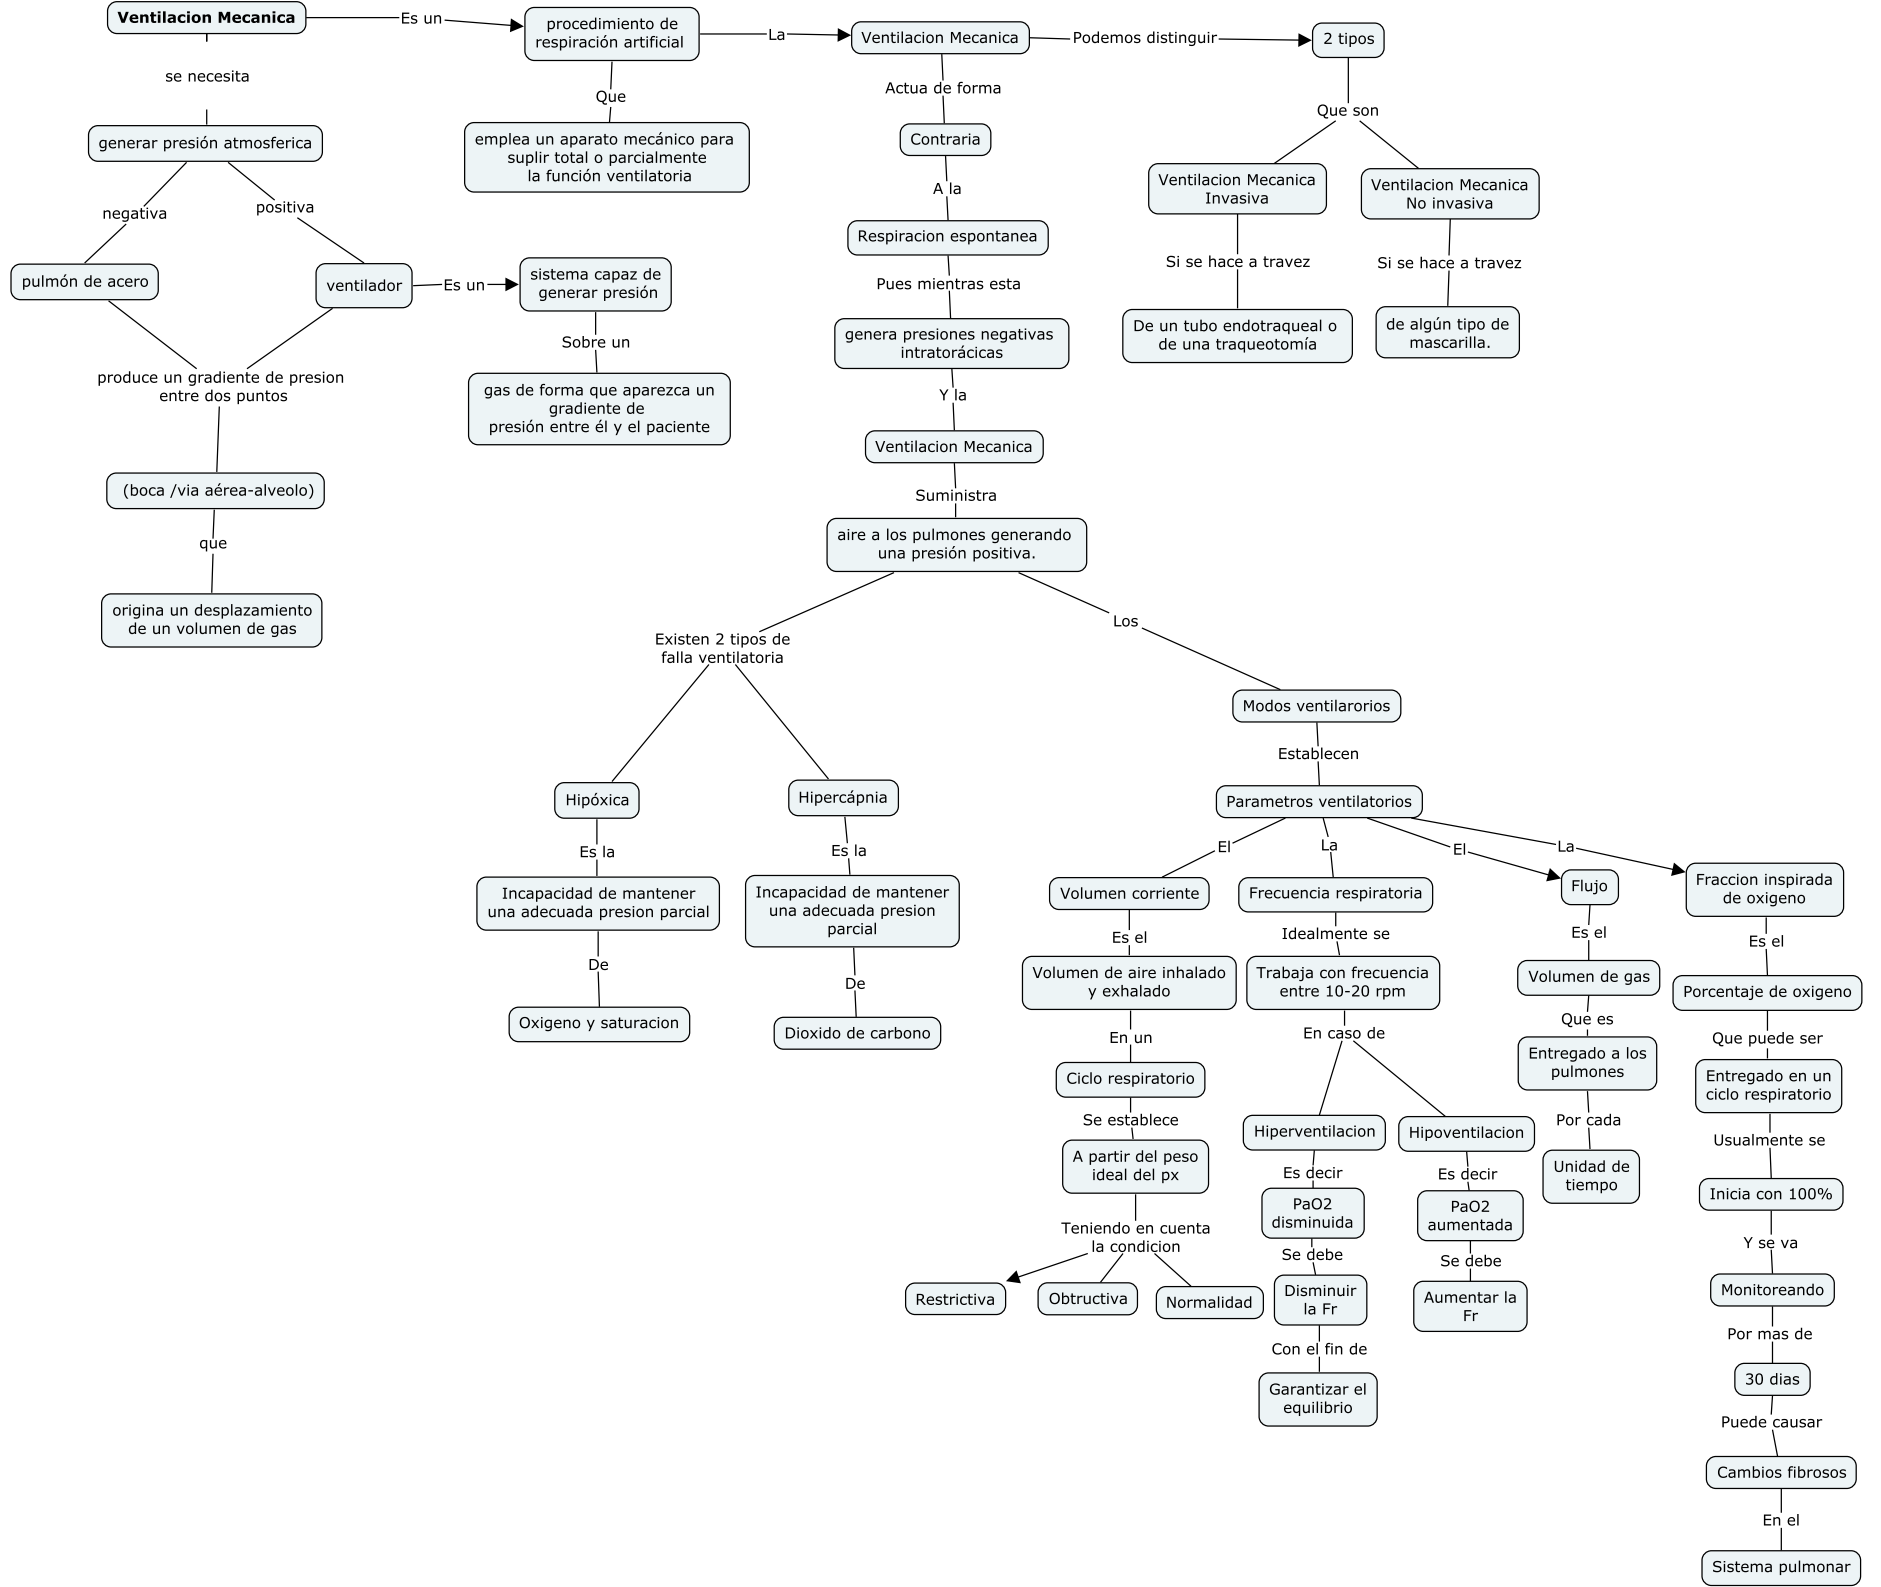 Ventilacion Mecanica
Es un
procedimiento de
respiración artificial
La
Ventilacion Mecanica
Podemos distinguir
2 tipos
se necesita
generar presión atmosferica
negativa
positiva
pulmón de acero
ventilador
Es un
sistema capaz de
generar presión
Sobre un
gas de forma que aparezca un
gradiente de
presión entre él y el paciente
produce un gradiente de presion
entre dos puntos
(boca /via aérea-alveolo)
que
origina un desplazamiento
de un volumen de gas
Que
emplea un aparato mecánico para
suplir total o parcialmente
la función ventilatoria
Actua de forma
Contraria
A la
Respiracion espontanea
Pues mientras esta
genera presiones negativas
intratorácicas
Y la
Ventilacion Mecanica
Suministra
aire a los pulmones generando
una presión positiva.
Que son
Ventilacion Mecanica
Invasiva
Si se hace a travez
De un tubo endotraqueal o
de una traqueotomía
Ventilacion Mecanica
No invasiva
Si se hace a travez
de algún tipo de
mascarilla.
Existen 2 tipos de
falla ventilatoria
Hipóxica
Es la
Incapacidad de mantener
una adecuada presion parcial
De
Oxigeno y saturacion
Hipercápnia
Es la
Incapacidad de mantener
una adecuada presion
parcial
De
Dioxido de carbono
Los
Modos ventilarorios
Establecen
Parametros ventilatorios
El
Volumen corriente
Es el
Volumen de aire inhalado
y exhalado
En un
Ciclo respiratorio
Se establece
A partir del peso
ideal del px
Teniendo en cuenta
la condicion
Restrictiva
Obtructiva
Normalidad
La
Frecuencia respiratoria
Idealmente se
Trabaja con frecuencia
entre 10-20 rpm
En caso de
Hiperventilacion
Es decir
PaO2
disminuida
Se debe
Disminuir
la Fr
Con el fin de
Garantizar el
equilibrio
Hipoventilacion
Es decir
PaO2
aumentada
Se debe
Aumentar la
Fr
El
Flujo
Es el
Volumen de gas
Que es
Entregado a los
pulmones
Por cada
Unidad de
tiempo
La
Fraccion inspirada
de oxigeno
Es el
Porcentaje de oxigeno
Que puede ser
Entregado en un
ciclo respiratorio
Usualmente se
Inicia con 100%
Y se va
Monitoreando
Por mas de
30 dias
Puede causar
Cambios fibrosos
En el
Sistema pulmonar